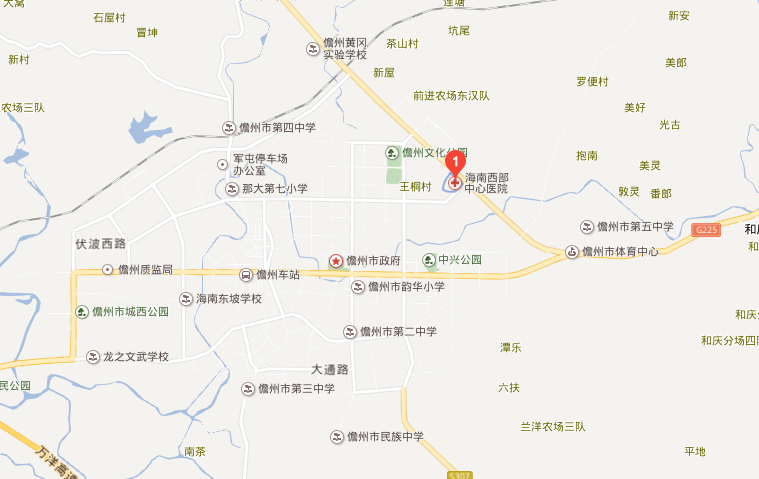 大窝
石屋村
冒坤
新村
农场三队
儋州黄冈
实验学校
茶山村
坑尾
新安
新屋
美郎
罗便村
前进农场东汉队
美好
光古
儋州市第四中学
军屯停车场
办公室
儋州文化公园
1
抱南
美灵
那大第七小学
王桐村
海南西部
中心医院
敦灵
番郎
儋州市第五中学
G225
和庆
伏波西路
儋州市体育中心
儋州质监局
儋州市政府
中兴公园
儋州车站
儋州市韵华小学
海南东坡学校
儋州市城西公园
儋州市第二中学
和庆
和庆分场四队
潭乐
龙之文武学校
大通路
民公园
儋州市第三中学
六扶
兰洋农场三队
儋州市民族中学
南茶
平地
万洋高速
S307